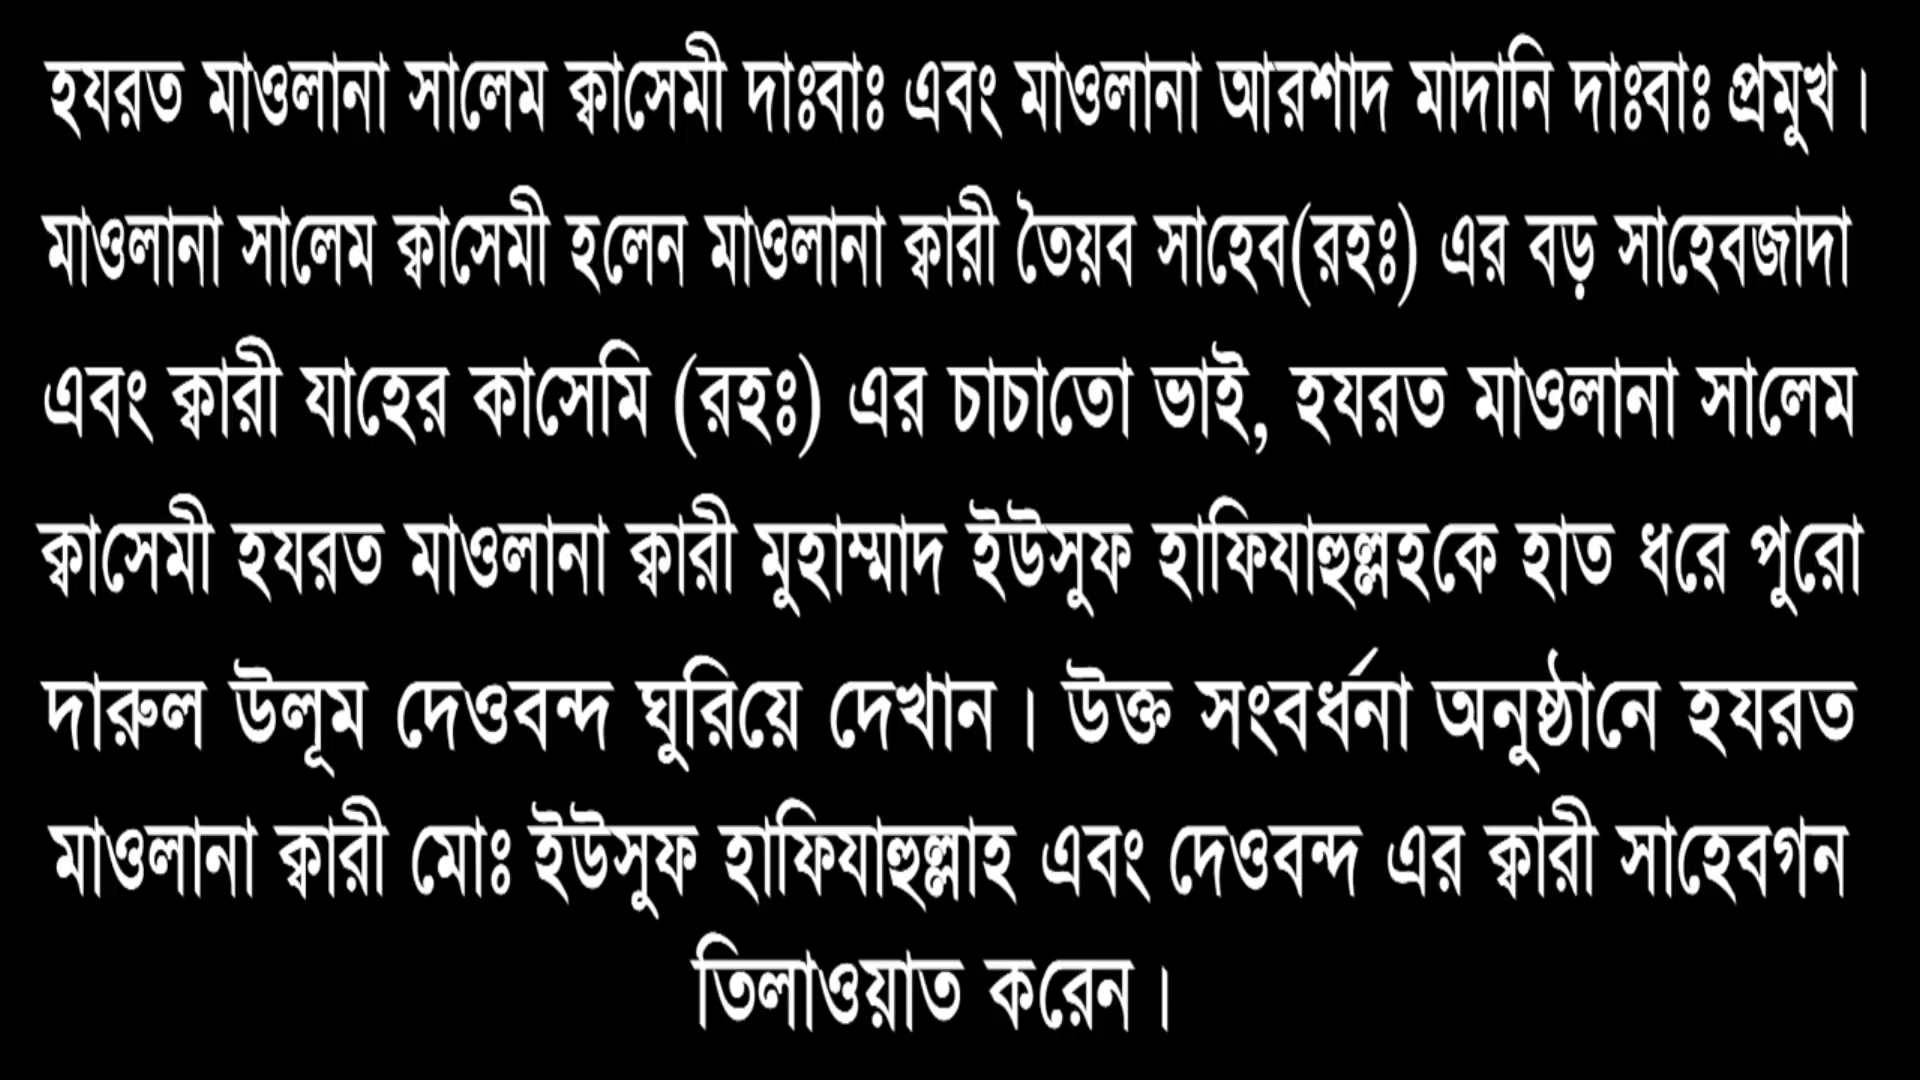 হযরত মাওলানা সালেম ক্বাসেমী দাঃবাঃ এবং মাওলানা আরশাদ মাদানি দাঃবাঃ প্রমুখ।
মাওলানা সালেম ক্বাসেমী হলেন মাওলানা ক্বারী তৈয়ব সাহেব(রহঃ) এর বড় সাহেবজাদা
এবং ক্বারী যাহের কাসেমি (রহঃ) এর চাচাতো ভাই, হযরত মাওলানা সালেম
ক্বাসেমী হযরত মাওলানা ক্বারী মুহাম্মাদ ইউসুফ হাফিযাহুল্লহকে হাত ধরে পুরো
দারুল উলূম দেওবন্দ ঘুরিয়ে দেখান। উক্ত সংবর্ধনা অনুষ্ঠানে হযরত
মাওলানা ক্বারী মোঃ ইউসুফ হাফিযাহুল্লাহ এবং দেওবন্দ এর ক্বারী সাহেবগন
তিলাওয়াত করেন।